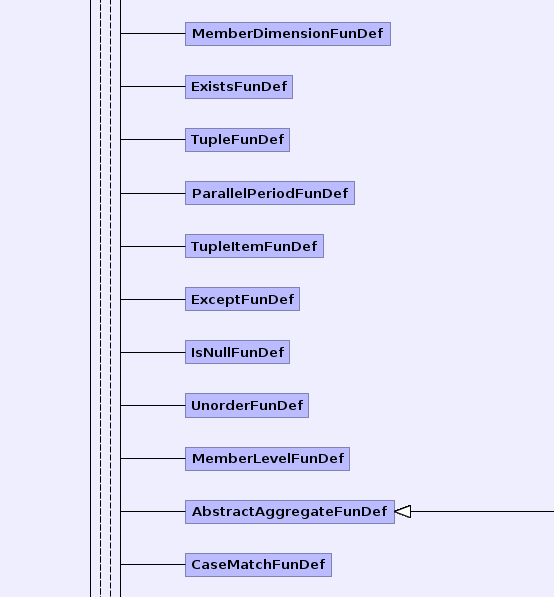 MemberDimensionFunDef
ExistsFunDef
TupleFunDef
ParallelPeriodFunDef
TupleItemFunDef
ExceptFunDef
IsNullFunDef
UnorderFunDef
MemberLevelFunDef
AbstractAggregateFunDef
CaseMatchFunDef